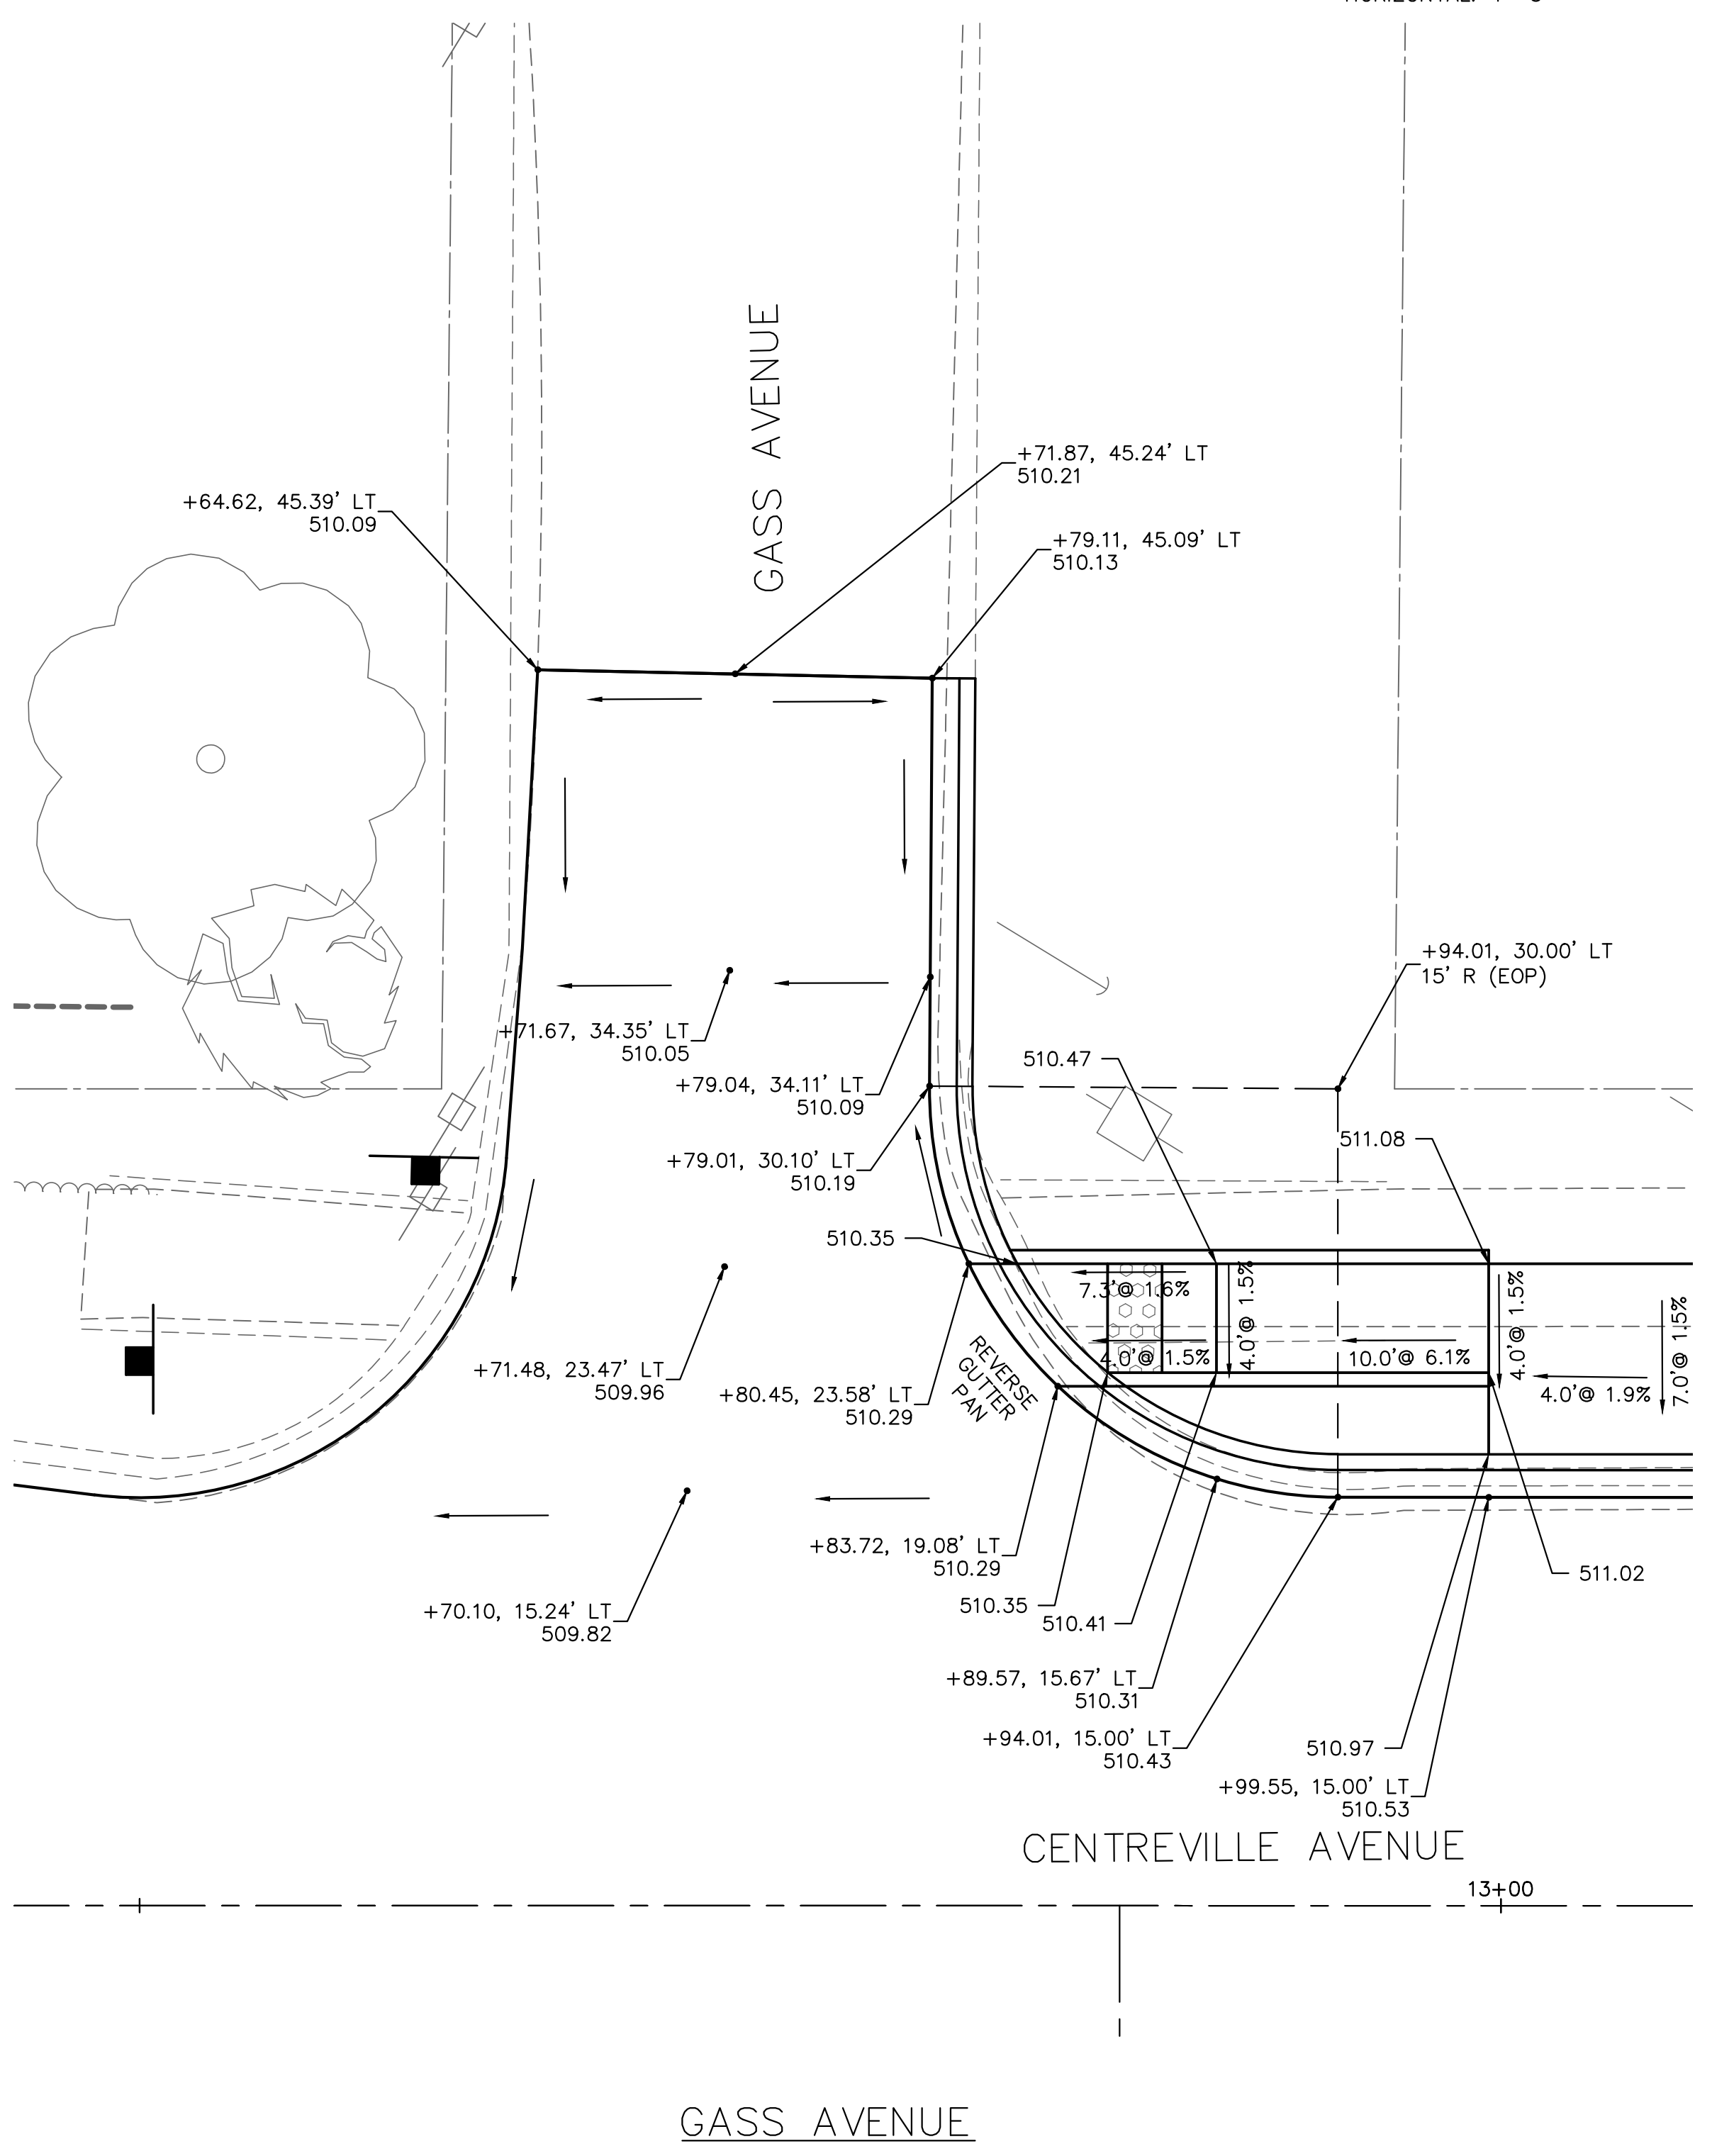 GASS AVENUE
+71.87, 45.24' LT
510.21
+64.62, 45.39' LT
510.09
+79.11, 45.09' LT
510.13
+94.01, 30.00' LT
15' R (EOP)
+71.67, 34.35' LT
510.05
510.47
+79.04, 34.11' LT
510.09
511.08
+79.01, 30.10' LT
510.19
510.35
7.3'@ 1.6%
4.0'@ 1.5%
4.0'@ 1.5%
7.0'@ 1.5%
4.0'@ 1.5%
10.0'@ 6.1%
4.0'@ 1.9%
REVERSE
GUTTER
PAN
+71.48, 23.47' LT
509.96
+80.45, 23.58' LT
510.29
+83.72, 19.08' LT
510.29
511.02
510.35
510.41
+70.10, 15.24' LT
509.82
+89.57, 15.67' LT
510.31
+94.01, 15.00' LT
510.43
510.97
+99.55, 15.00' LT
510.53
CENTREVILLE AVENUE
13+00
GASS AVENUE